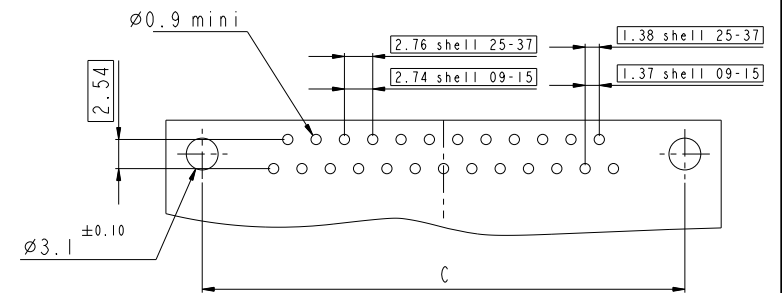 Ø0.9 mini
2.76 shell 25-37
1.38 shell 25-37
2.74 shell 09-15
1.37 shell 09-15
2.54
Ø3.1 ±0.10
C